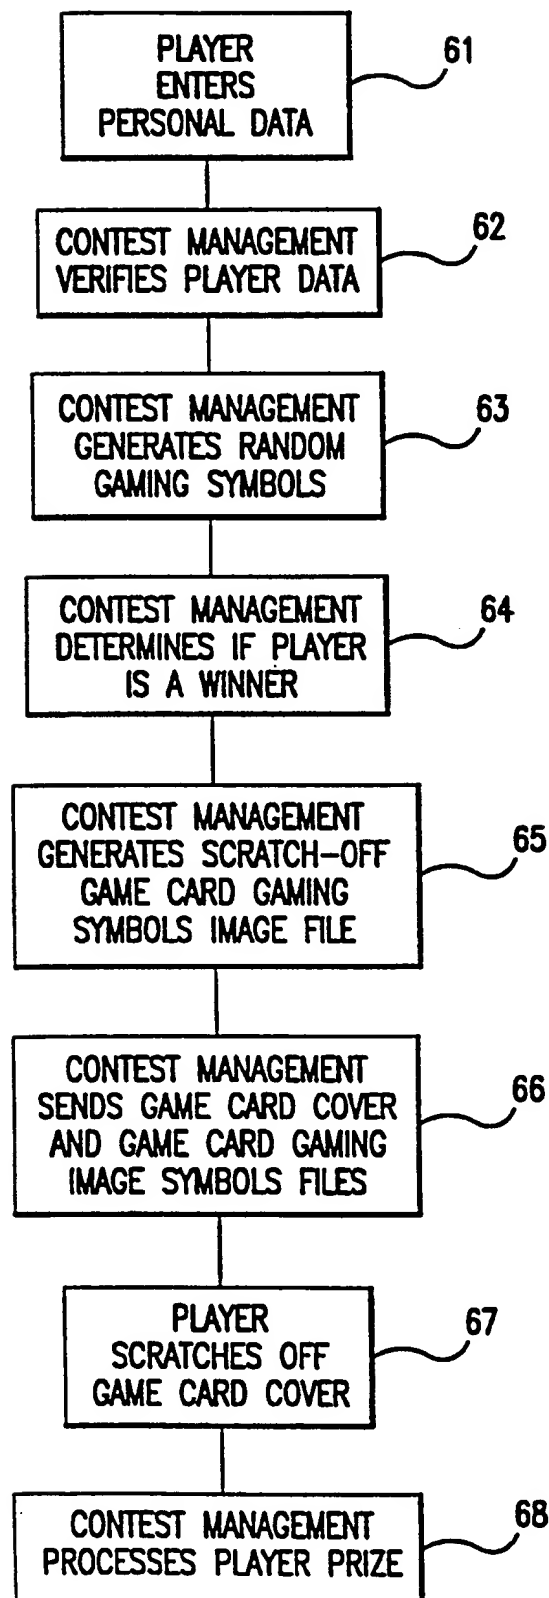 PLAYER
ENTERS
PERSONAL DATA
61
CONTEST MANAGEMENT
VERIFIES PLAYER DATA
62
CONTEST MANAGEMENT
GENERATES RANDOM
GAMING SYMBOLS
63
CONTEST MANAGEMENT
DETERMINES IF PLAYER
IS A WINNER
64
CONTEST MANAGEMENT
GENERATES SCRATCH-OFF
GAME CARD GAMING
SYMBOLS IMAGE FILE
65
CONTEST MANAGEMENT
SENDS GAME CARD COVER
AND GAME CARD GAMING
IMAGE SYMBOLS FILES
66
PLAYER
SCRATCHES OFF
GAME CARD COVER
67
CONTEST MANAGEMENT
PROCESSES PLAYER PRIZE
68